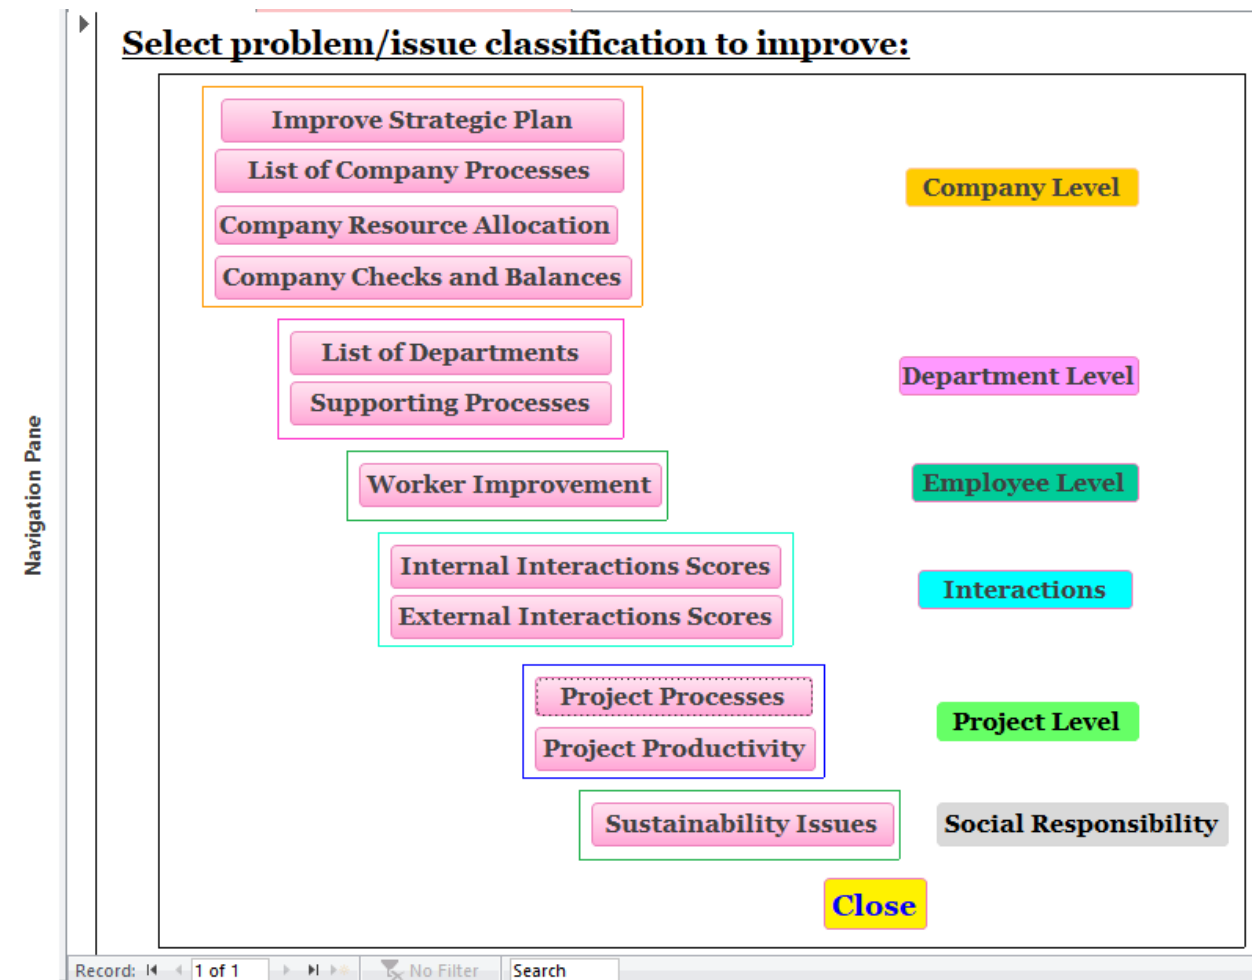 Select problem/issue classification to improve:
Improve Strategic Plan
List of Company Processes
Company Level
Company Resource Allocation
Company Checks and Balances
List of Departments
Department Level
Supporting Processes
Worker Improvement
Employee Level
Internal Interactions Scores
Interactions
External Interactions Scores
Project Processes
Project Level
Project Productivity
Sustainability Issues
Social Responsibility
Close
Navigation Pane
Record: 1 of 1 No Filter Search